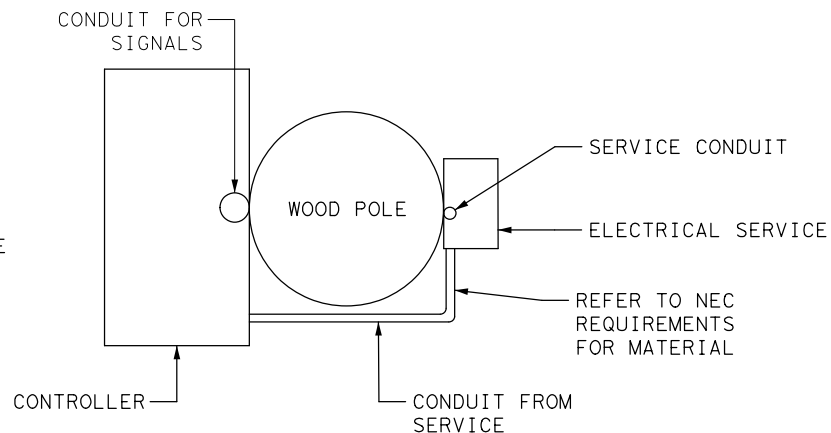 CONDUIT FOR
SIGNALS
WOOD POLE
SERVICE CONDUIT
ELECTRICAL SERVICE
E
REFER TO NEC
REQUIREMENTS
FOR MATERIAL
CONTROLLER
CONDUIT FROM
SERVICE